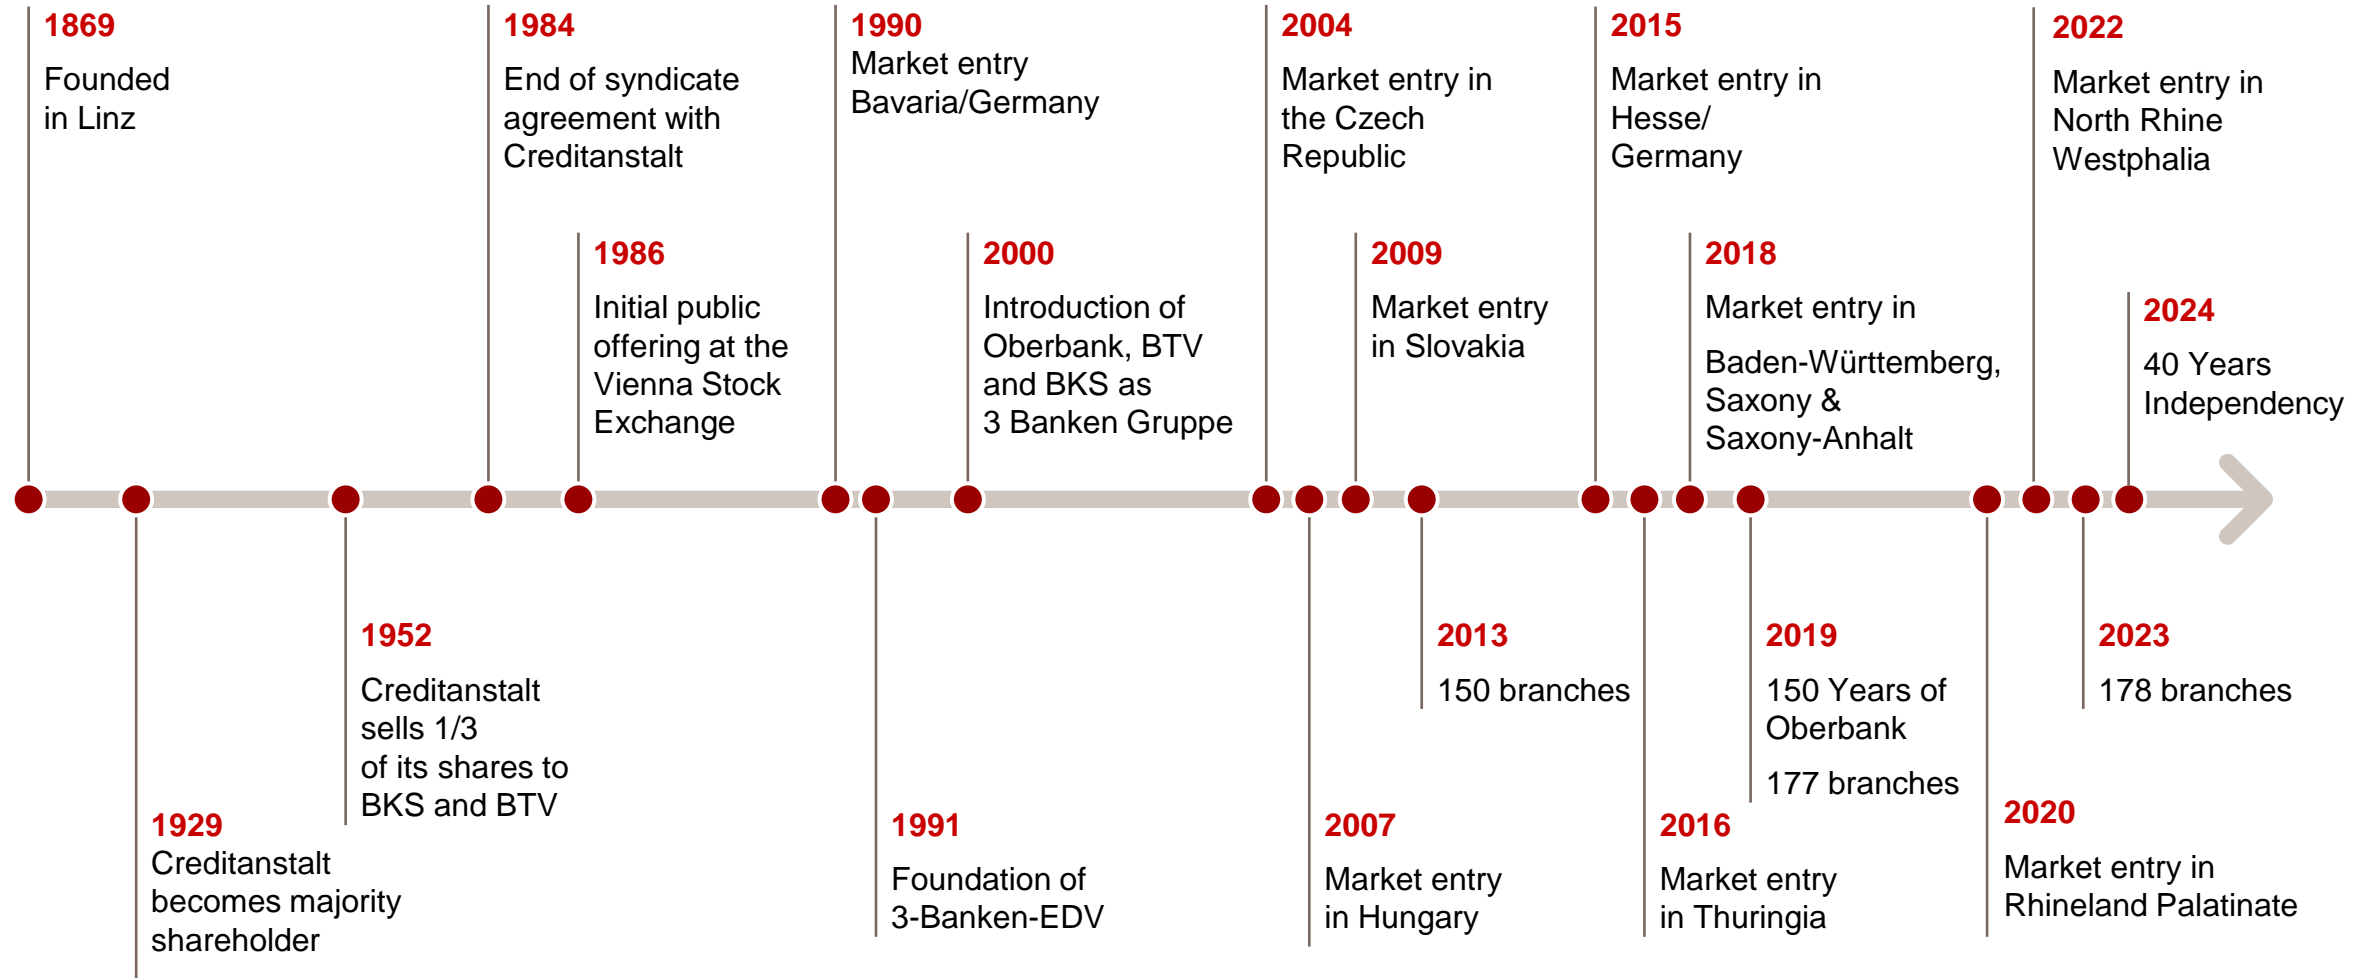 1869
Founded
in Linz
1984
End of syndicate
agreement with
Creditanstalt
1990
Market entry
Bavaria/Germany
2004
Market entry in
the Czech
Republic
2015
Market entry in
Hesse/
Germany
2022
Market entry in
North Rhine
Westphalia
1986
Initial public
offering at the
Vienna Stock
Exchange
2000
Introduction of
Oberbank, BTV
and BKS as
3 Banken Gruppe
2009
Market entry
in Slovakia
2018
Market entry in
Baden-Württemberg,
Saxony &
Saxony-Anhalt
2024
40 Years
Independency
1929
Creditanstalt
becomes majority
shareholder
1952
Creditanstalt
sells 1/3
of its shares to
BKS and BTV
1991
Foundation of
3-Banken-EDV
2007
Market entry
in Hungary
2013
150 branches
2016
Market entry
in Thuringia
2019
150 Years of
Oberbank
177 branches
2020
Market entry in
Rhineland Palatinate
2023
178 branches